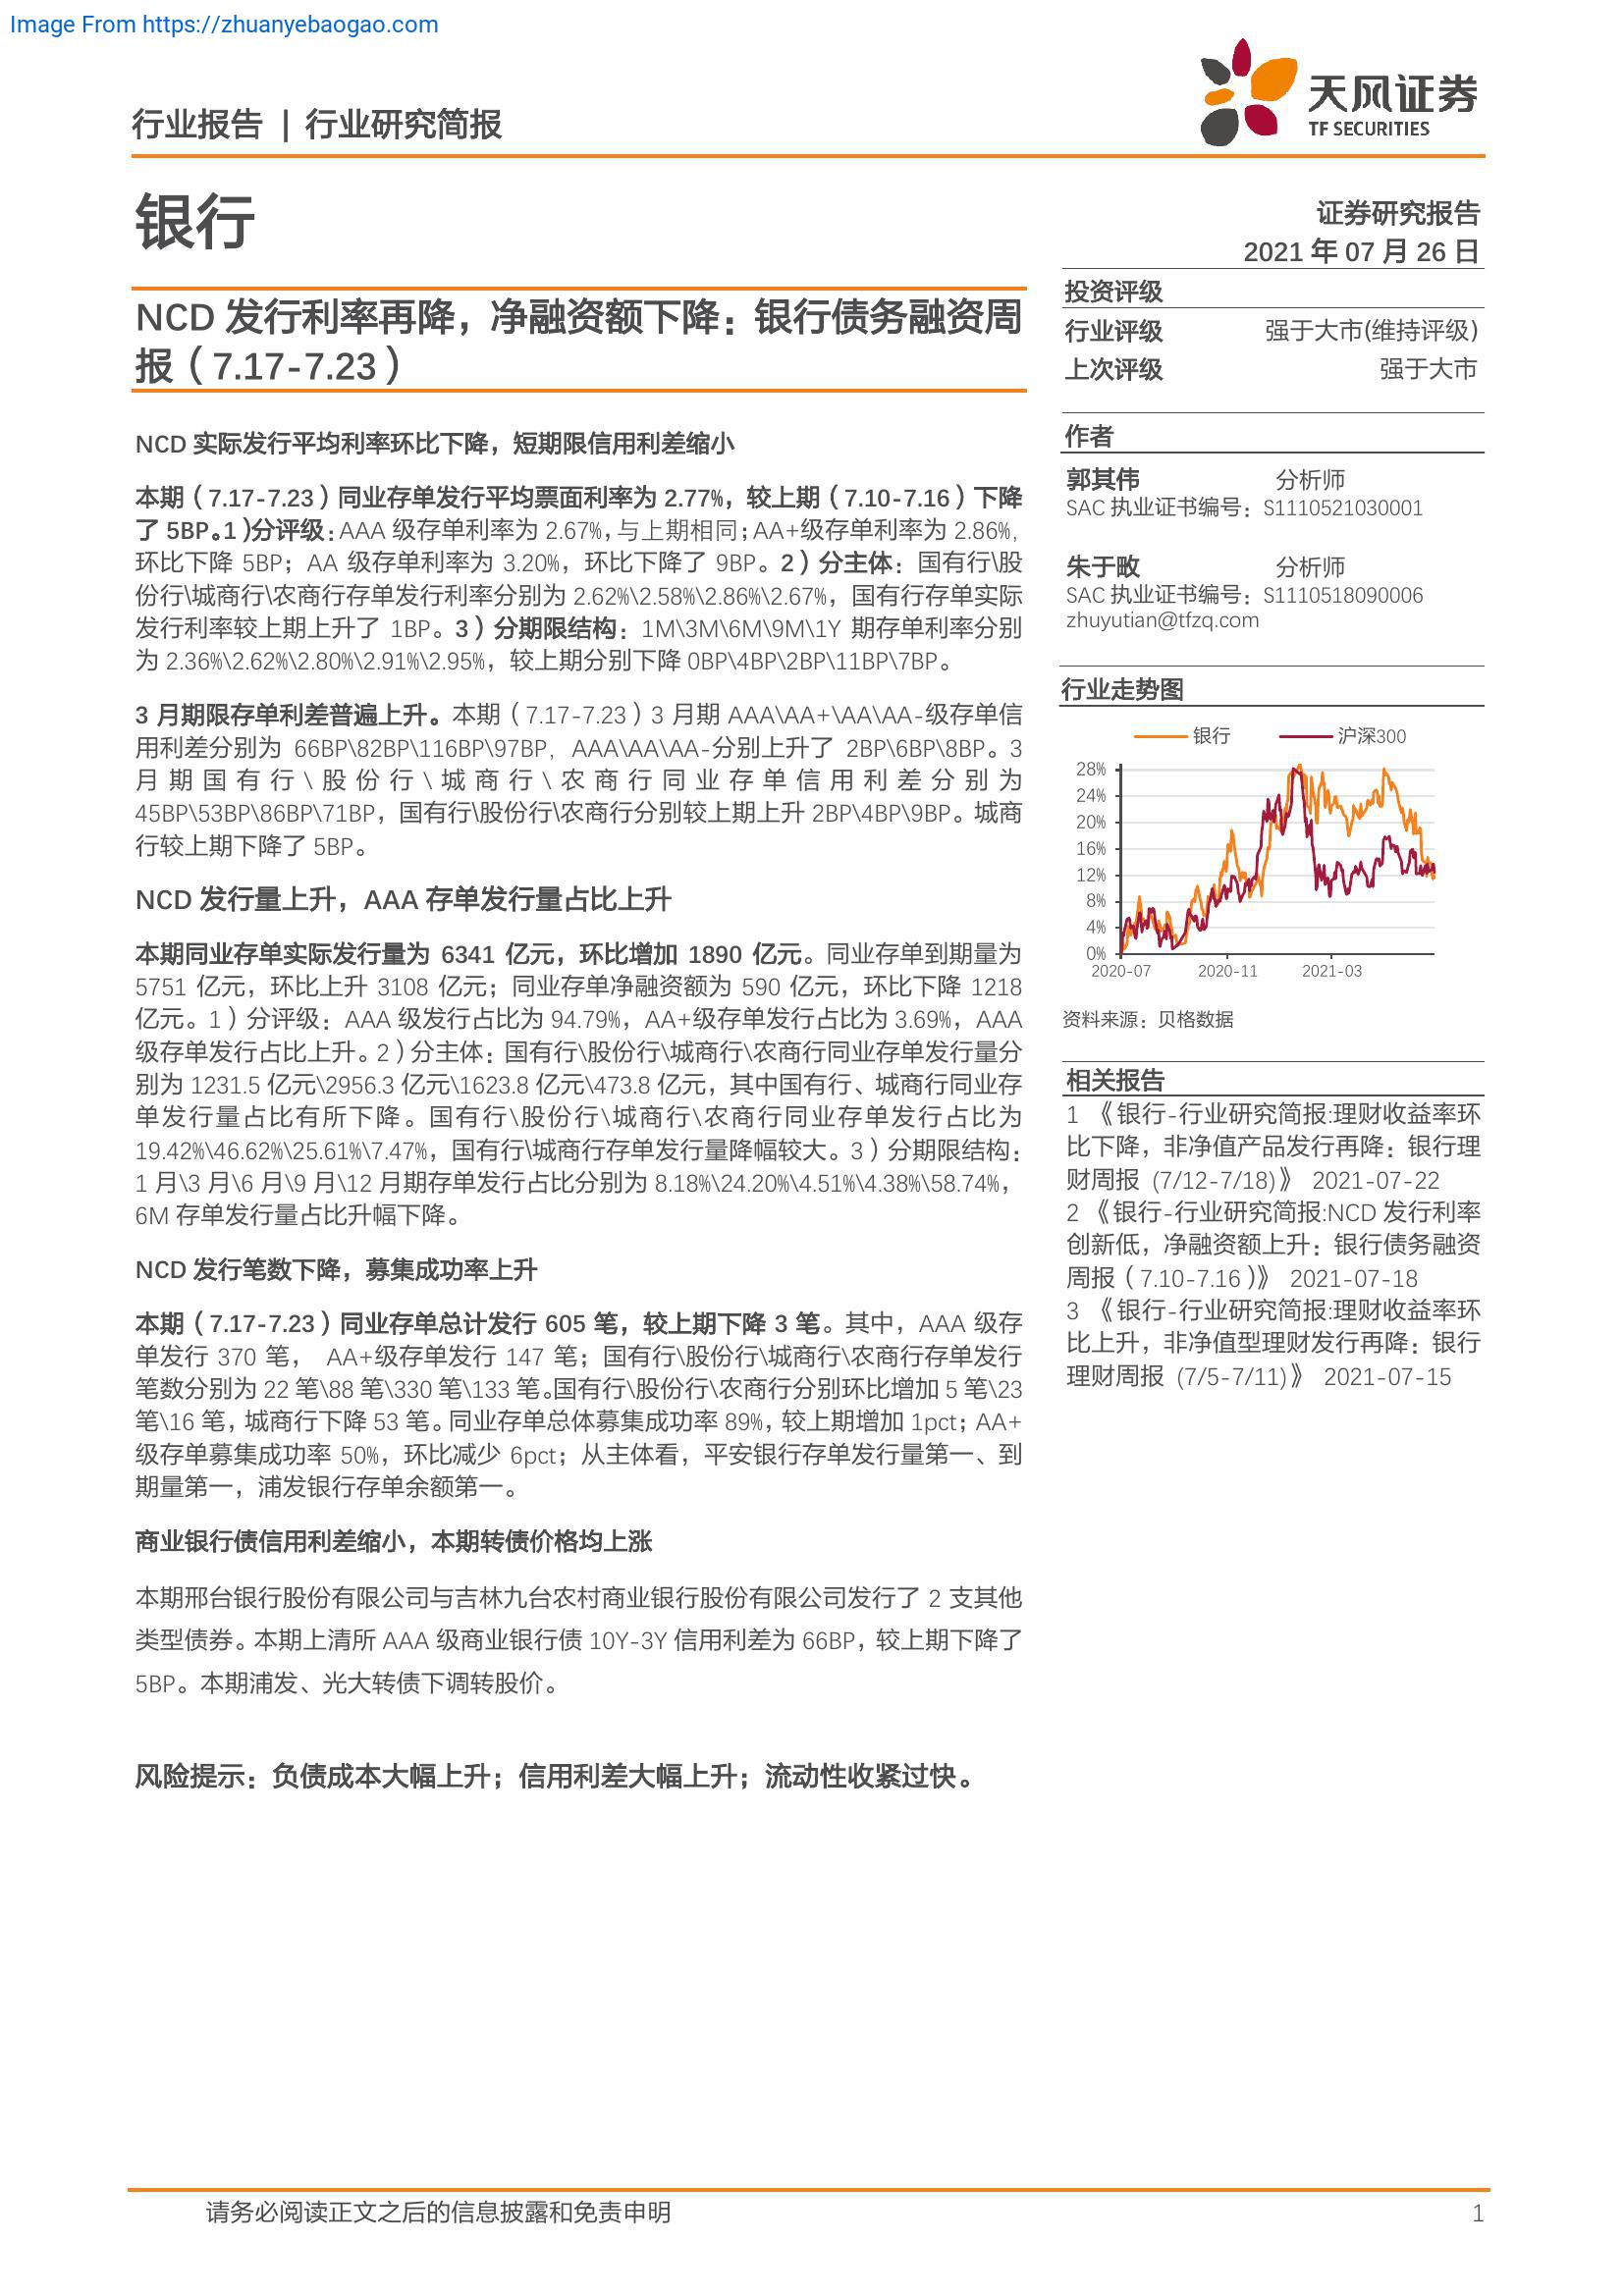 Image From https://zhuanyebaogao.com
行业报告 | 行业研究简报
天风证券
TF SECURITIES
银行
证券研究报告
2021 年 07 月 26 日
NCD 发行利率再降，净融资额下降：银行债务融资周
报（7.17-7.23）
NCD 实际发行平均利率环比下降，短期限信用利差缩小
本期（7.17-7.23）同业存单发行平均票面利率为 2.77%，较上期（7.10-7.16）下降
了 5BP。1）分评级：AAA 级存单利率为 2.67%，与上期相同；AA+级存单利率为 2.86%，
环比下降 5BP；AA 级存单利率为 3.20%，环比下降了 9BP。2）分主体：国有行\股
份行\城商行\农商行存单发行利率分别为 2.62%\2.58%\2.86%\2.67%，国有行存单实际
发行利率较上期上升了 1BP。3）分期限结构：1M\3M\6M\9M\1Y 期存单利率分别
为 2.36%\2.62%\2.80%\2.91%\2.95%，较上期分别下降 0BP\4BP\2BP\11BP\7BP。
3 月期限存单利差普遍上升。本期（7.17-7.23）3 月期 AAA\AA+\AA\AA-级存单信
用利差分别为 66BP\82BP\116BP\97BP，AAA\AA\AA-分别上升了 2BP\6BP\8BP。3
月期国有行\股份行\城商行\农商行同业存单信用利差分别为
45BP\53BP\86BP\71BP，国有行\股份行\农商行分别较上期上升 2BP\4BP\9BP。城商
行较上期下降了 5BP。
NCD 发行量上升，AAA 存单发行量占比上升
本期同业存单实际发行量为 6341 亿元，环比增加 1890 亿元。同业存单到期量为
5751 亿元，环比上升 3108 亿元；同业存单净融资额为 590 亿元，环比下降 1218
亿元。1）分评级：AAA 级发行占比为 94.79%，AA+级存单发行占比为 3.69%，AAA
级存单发行占比上升。2）分主体：国有行\股份行\城商行\农商行同业存单发行量分
别为 1231.5 亿元\2956.3 亿元\1623.8 亿元\473.8 亿元，其中国有行、城商行同业存
单发行量占比有所下降。国有行\股份行\城商行\农商行同业存单发行占比为
19.42%\46.62%\25.61%\7.47%，国有行\城商行存单发行量降幅较大。3）分期限结构：
1 月\3 月\6 月\9 月\12 月期存单发行占比分别为 8.18%\24.20%\4.51%\4.38%\58.74%，
6M 存单发行量占比升幅下降。
NCD 发行笔数下降，募集成功率上升
本期（7.17-7.23）同业存单总计发行 605 笔，较上期下降 3 笔。其中，AAA 级存
单发行 370 笔， AA+级存单发行 147 笔；国有行\股份行\城商行\农商行存单发行
笔数分别为 22 笔\88 笔\330 笔\133 笔。国有行\股份行\农商行分别环比增加 5 笔\23
笔\16 笔，城商行下降 53 笔。同业存单总体募集成功率 89%，较上期增加 1pct；AA+
级存单募集成功率 50%，环比减少 6pct；从主体看，平安银行存单发行量第一、到
期量第一，浦发银行存单余额第一。
商业银行债信用利差缩小，本期转债价格均上涨
本期邢台银行股份有限公司与吉林九台农村商业银行股份有限公司发行了 2 支其他
类型债券。本期上清所 AAA 级商业银行债 10Y-3Y 信用利差为 66BP，较上期下降了
5BP。本期浦发、光大转债下调转股价。
风险提示：负债成本大幅上升；信用利差大幅上升；流动性收紧过快。
投资评级
行业评级 强于大市(维持评级)
上次评级 强于大市
作者
郭其伟 分析师
SAC 执业证书编号：S1110521030001
朱于畋 分析师
SAC 执业证书编号：S1110518090006
zhuyutian@tfzq.com
行业走势图
银行 沪深300
28%
24%
20%
16%
12%
8%
4%
0%
2020-07 2020-11 2021-03
资料来源：贝格数据
相关报告
1 《银行-行业研究简报:理财收益率环
比下降，非净值产品发行再降：银行理
财周报 (7/12-7/18)》 2021-07-22
2 《银行-行业研究简报:NCD 发行利率
创新低，净融资额上升：银行债务融资
周报（7.10-7.16）》 2021-07-18
3 《银行-行业研究简报:理财收益率环
比上升，非净值型理财发行再降：银行
理财周报 (7/5-7/11)》 2021-07-15
请务必阅读正文之后的信息披露和免责申明 1